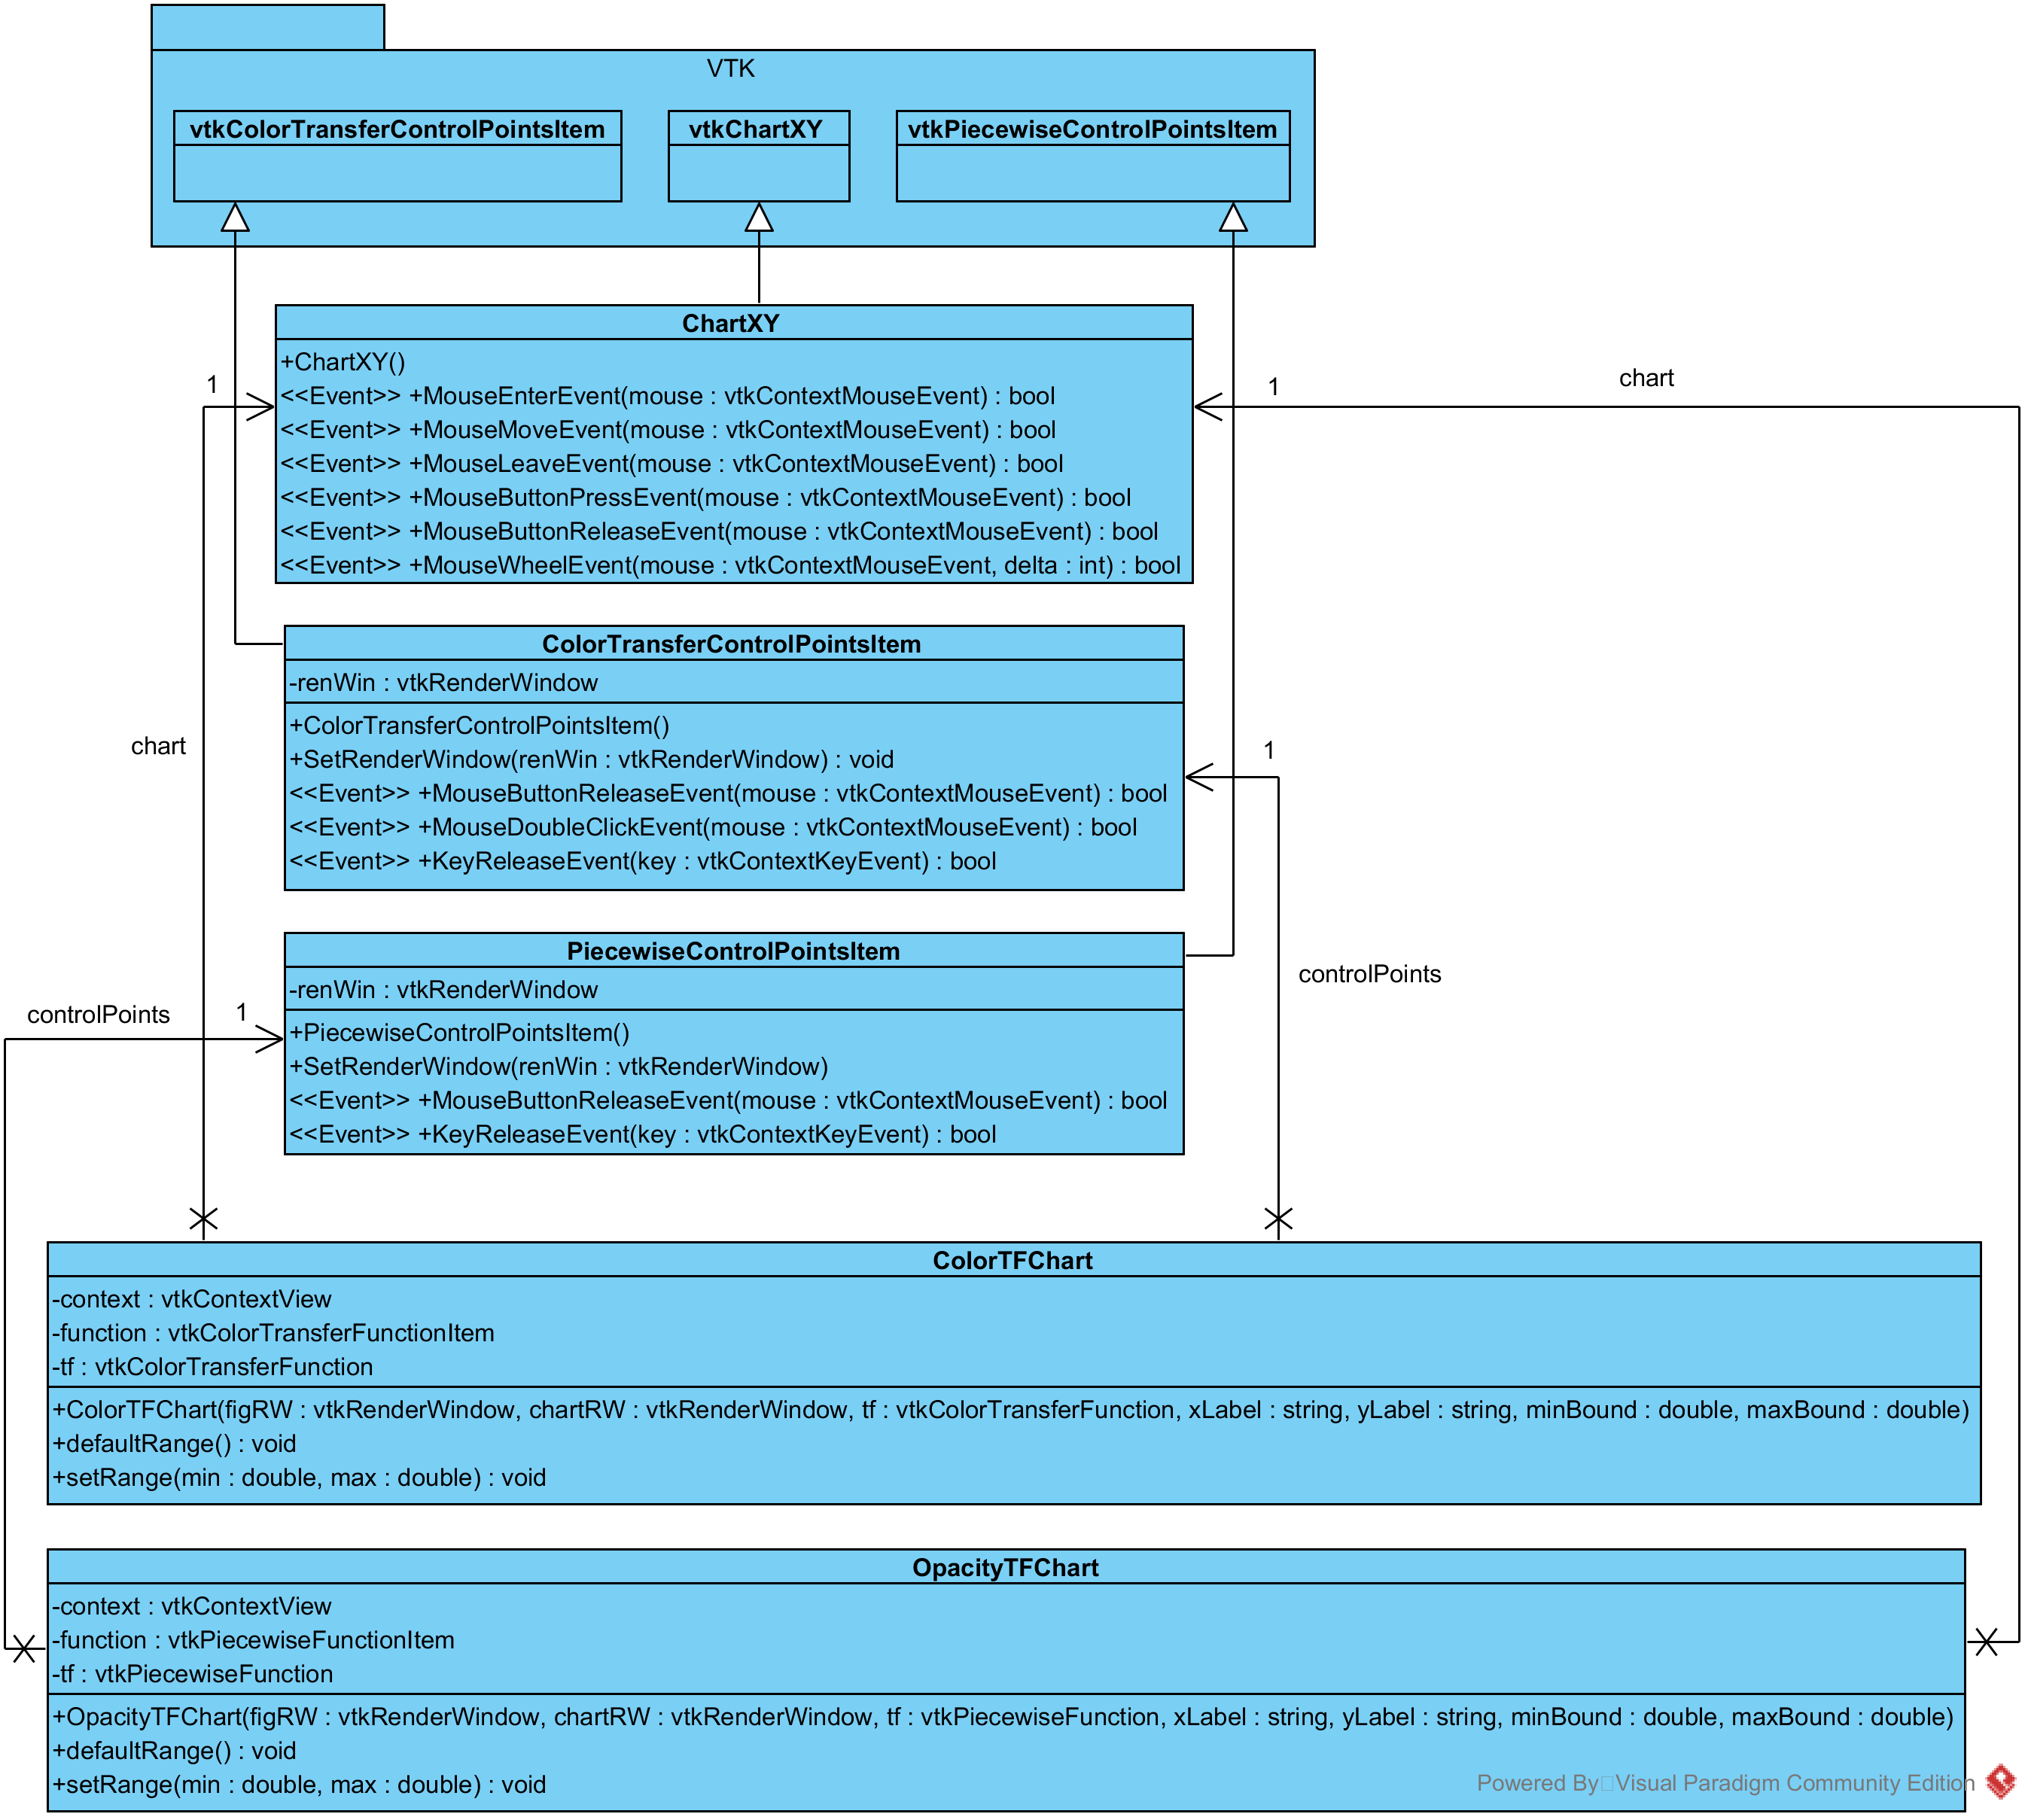 VTK
vtkColorTransferControlPointsItem
vtkChartXY
vtkPiecewiseControlPointsItem
ChartXY
+ChartXY()
<<Event>> +MouseEnterEvent(mouse : vtkContextMouseEvent) : bool
<<Event>> +MouseMoveEvent(mouse : vtkContextMouseEvent) : bool
<<Event>> +MouseLeaveEvent(mouse : vtkContextMouseEvent) : bool
<<Event>> +MouseButtonPressEvent(mouse : vtkContextMouseEvent) : bool
<<Event>> +MouseButtonReleaseEvent(mouse : vtkContextMouseEvent) : bool
<<Event>> +MouseWheelEvent(mouse : vtkContextMouseEvent, delta : int) : bool
1
1
chart
ColorTransferControlPointsItem
-renWin : vtkRenderWindow
+ColorTransferControlPointsItem()
+SetRenderWindow(renWin : vtkRenderWindow) : void
<<Event>> +MouseButtonReleaseEvent(mouse : vtkContextMouseEvent) : bool
<<Event>> +MouseDoubleClickEvent(mouse : vtkContextMouseEvent) : bool
<<Event>> +KeyReleaseEvent(key : vtkContextKeyEvent) : bool
chart
1
PiecewiseControlPointsItem
-renWin : vtkRenderWindow
+PiecewiseControlPointsItem()
+SetRenderWindow(renWin : vtkRenderWindow)
<<Event>> +MouseButtonReleaseEvent(mouse : vtkContextMouseEvent) : bool
<<Event>> +KeyReleaseEvent(key : vtkContextKeyEvent) : bool
controlPoints
controlPoints
1
ColorTFChart
-context : vtkContextView
-function : vtkColorTransferFunctionItem
-tf : vtkColorTransferFunction
+ColorTFChart(figRW : vtkRenderWindow, chartRW : vtkRenderWindow, tf : vtkColorTransferFunction, xLabel : string, yLabel : string, minBound : double, maxBound : double)
+defaultRange() : void
+setRange(min : double, max : double) : void
OpacityTFChart
-context : vtkContextView
-function : vtkPiecewiseFunctionItem
-tf : vtkPiecewiseFunction
+OpacityTFChart(figRW : vtkRenderWindow, chartRW : vtkRenderWindow, tf : vtkPiecewiseFunction, xLabel : string, yLabel : string, minBound : double, maxBound : double)
+defaultRange() : void
+setRange(min : double, max : double) : void
Powered By Visual Paradigm Community Edition